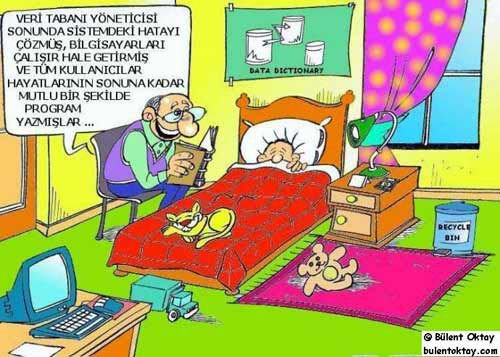 VERİ TABANI YÖNETİCİSİ
SONUNDA SİSTEMDEKİ HATAYI
ÇÖZMÜŞ, BİLGİSAYARLARI
ÇALIŞIR HALE GETİRMİŞ
VE TÜM KULLANICILAR
HAYATLARININ SONUNA KADAR
MUTLU BİR ŞEKİLDE
PROGRAM
YAZMIŞLAR ...
DATA DICTIONARY
RECYCLE
BIN
© Bülent Oktay
bulentoktay.com